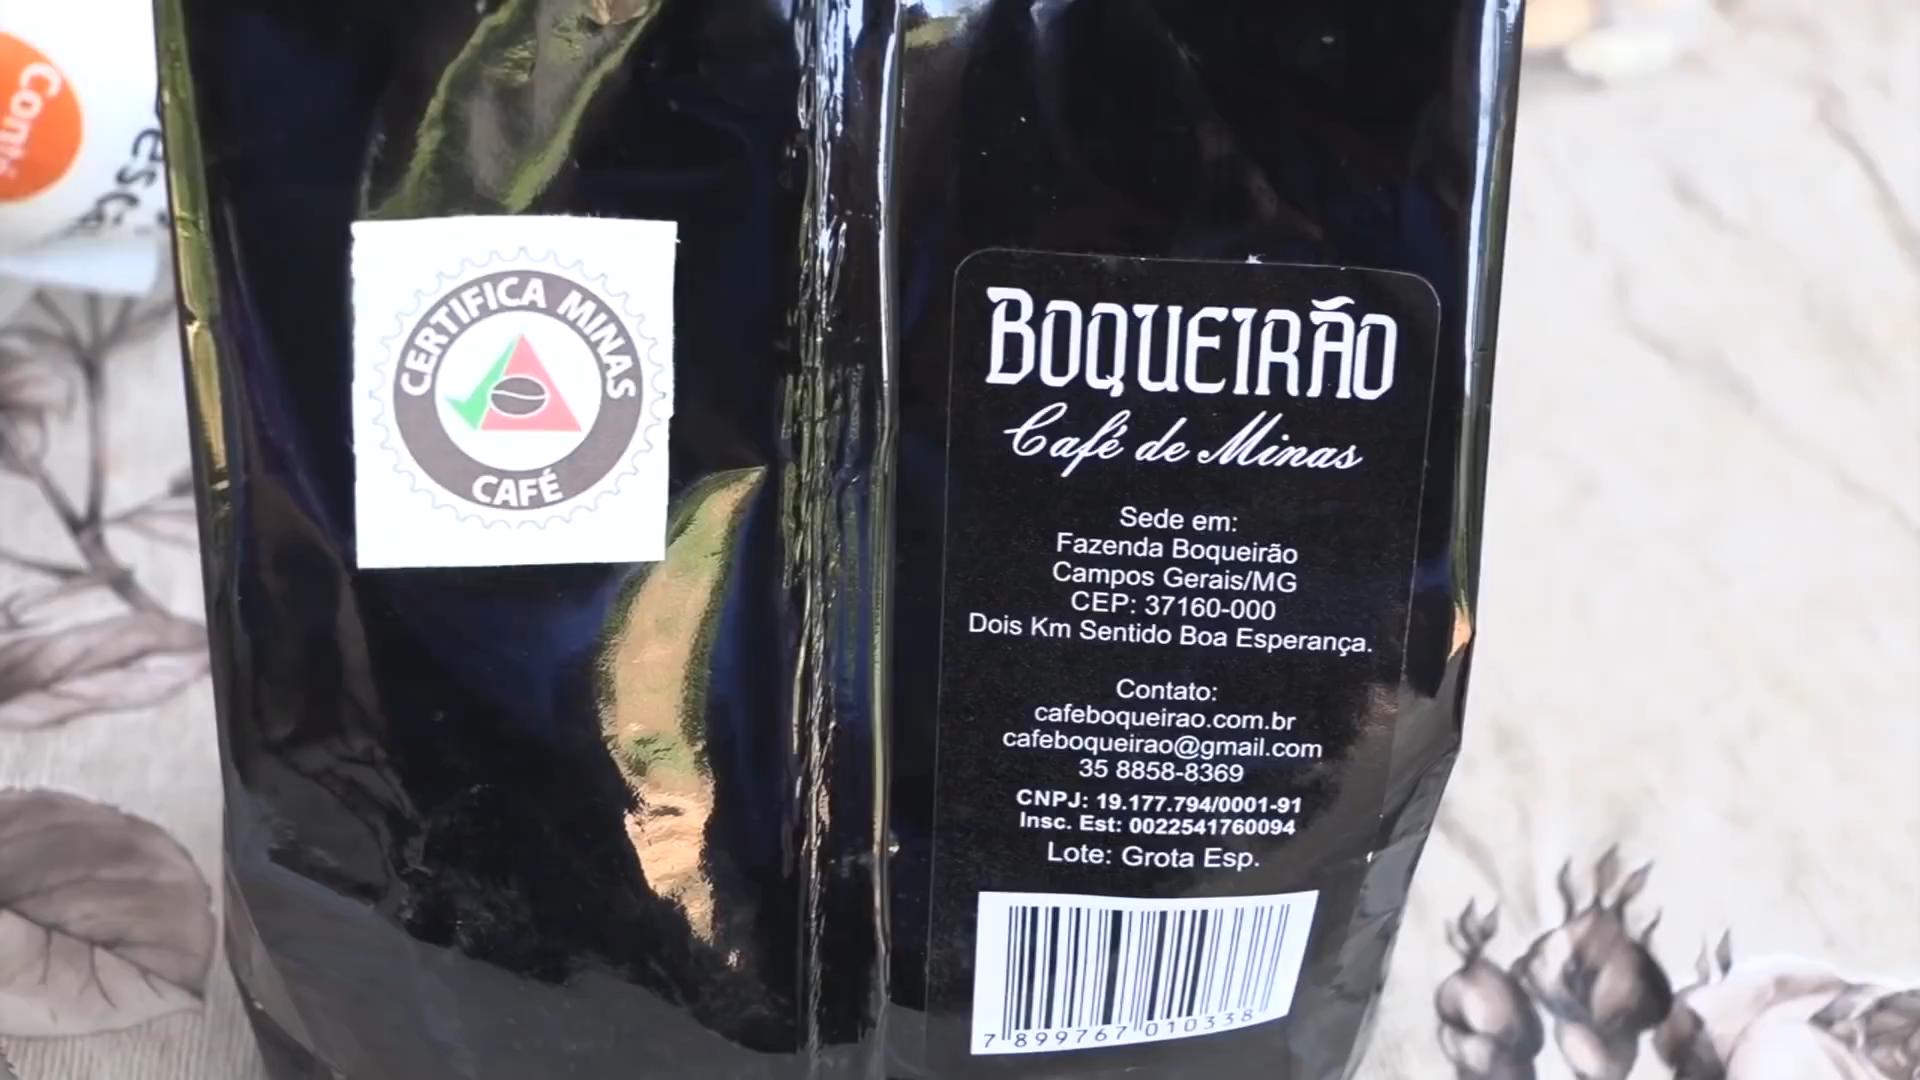 CERTIFICA MINAS
CAFÉ
BOQUEIRÃO
Café de Minas
Sede em:
Fazenda Boqueirão
Campos Gerais/MG
CEP: 37160-000
Dois Km Sentido Boa Esperança.
Contato:
cafeboqueirao.com.br
cafeboqueirao@gmail.com
35 8858-8369
CNPJ: 19.177.794/0001-91
Insc. Est: 0022541760094
Lote: Grota Esp.
7 899767 010338